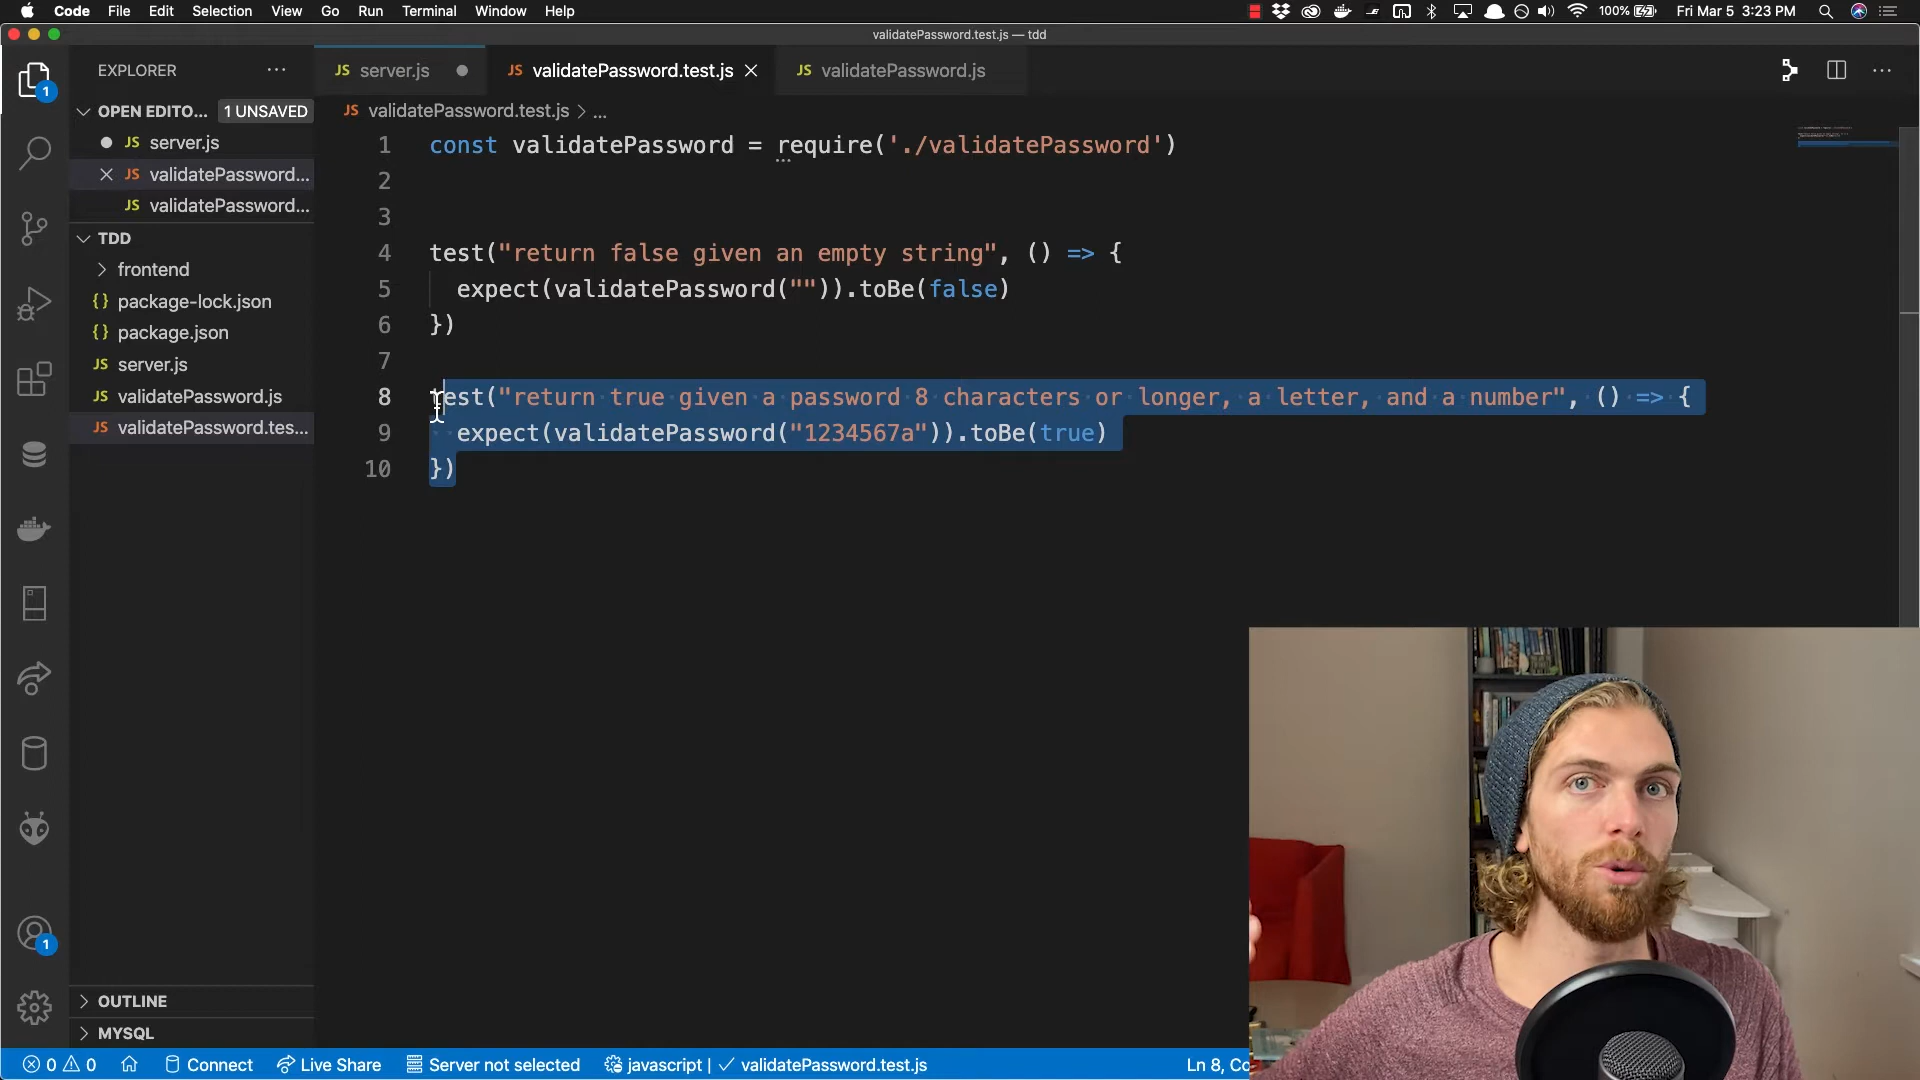 Code File Edit Selection View Go Run Terminal Window Help 100% Fri Mar 5 3:23 PM
validatePassword.test.js — tdd
EXPLORER
JS server.js JS validatePassword.test.js JS validatePassword.js
1
OPEN EDITO... 1 UNSAVED
JS validatePassword.test.js > ...
JS server.js
JS validatePassword...
JS validatePassword...
TDD
frontend
{} package-lock.json
{} package.json
JS server.js
JS validatePassword.js
JS validatePassword.tes...
1 const validatePassword = require('./validatePassword')
2
3
4 test("return false given an empty string", () => {
5 expect(validatePassword("")).toBe(false)
6 })
7
8 test("return true given a password 8 characters or longer, a letter, and a number", () => {
9 expect(validatePassword("1234567a")).toBe(true)
10 })
1
OUTLINE
MYSQL
0 0 Connect Live Share Server not selected javascript | validatePassword.test.js Ln 8,